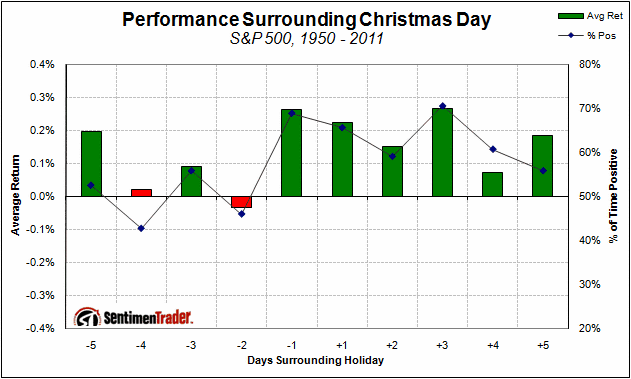 Performance Surrounding Christmas Day
S&P 500, 1950 - 2011
Avg Ret
% Pos
0.4%
0.3%
0.2%
0.1%
0.0%
-0.1%
-0.2%
-0.3%
-0.4%
Average Return
80%
70%
60%
50%
40%
30%
20%
% of Time Positive
SentimenTrader
-5 -4 -3 -2 -1 +1 +2 +3 +4 +5
Days Surrounding Holiday